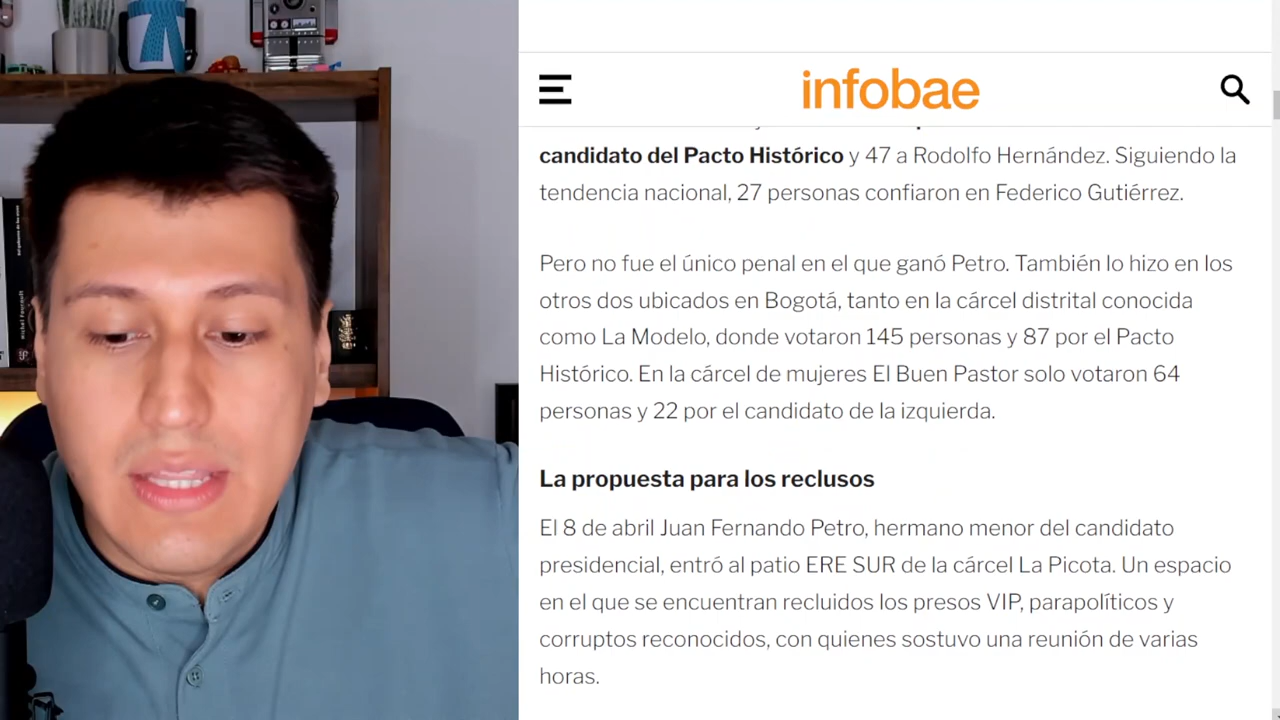 infobae
candidato del Pacto Histórico y 47 a Rodolfo Hernández. Siguiendo la
tendencia nacional, 27 personas confiaron en Federico Gutiérrez.
Pero no fue el único penal en el que ganó Petro. También lo hizo en los
otros dos ubicados en Bogotá, tanto en la cárcel distrital conocida
como La Modelo, donde votaron 145 personas y 87 por el Pacto
Histórico. En la cárcel de mujeres El Buen Pastor solo votaron 64
personas y 22 por el candidato de la izquierda.
La propuesta para los reclusos
El 8 de abril Juan Fernando Petro, hermano menor del candidato
presidencial, entró al patio ERE SUR de la cárcel La Picota. Un espacio
en el que se encuentran recluidos los presos VIP, parapolíticos y
corruptos reconocidos, con quienes sostuvo una reunión de varias
horas.